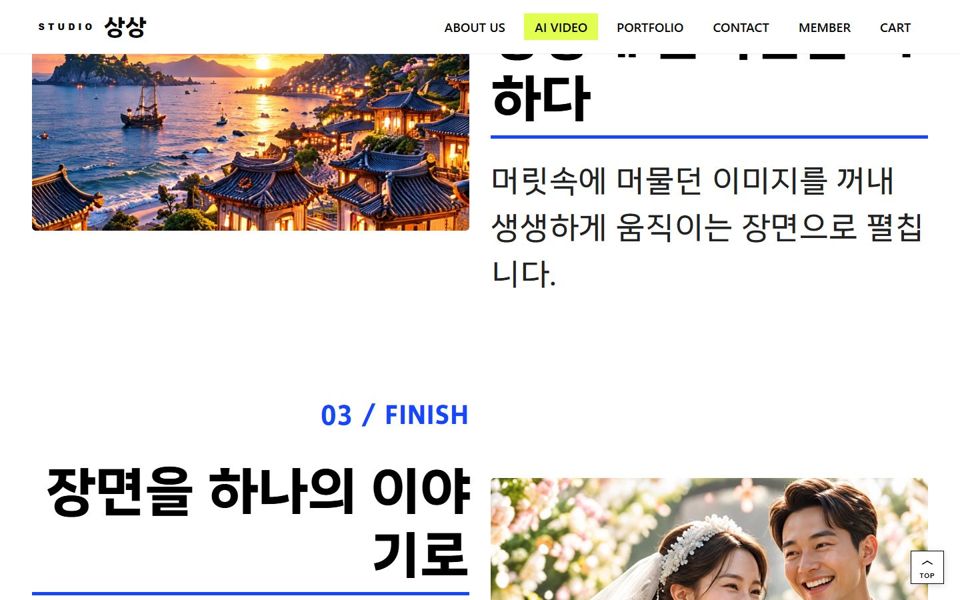 STUDIO 상상
ABOUT US
AI VIDEO
PORTFOLIO
CONTACT
MEMBER
CART
하다
머릿속에 머물던 이미지를 꺼내
생생하게 움직이는 장면으로 펼칩
니다.
03 / FINISH
장면을 하나의 이야
기로
TOP